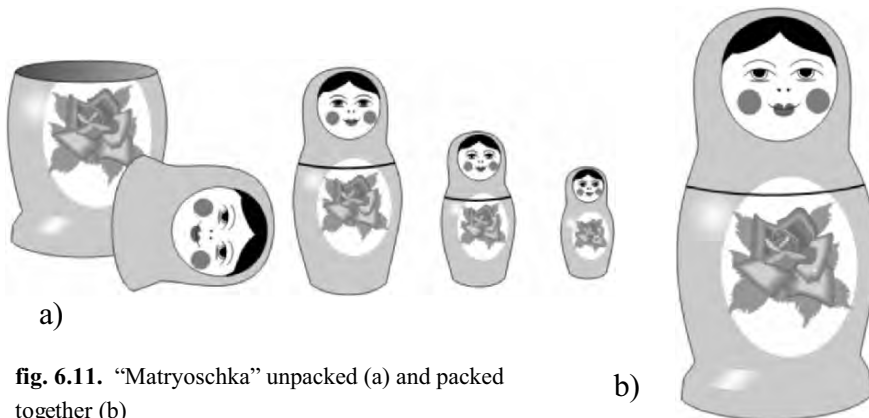 a)
fig. 6.11. “Matryoschka” unpacked (a) and packed
together (b)
b)